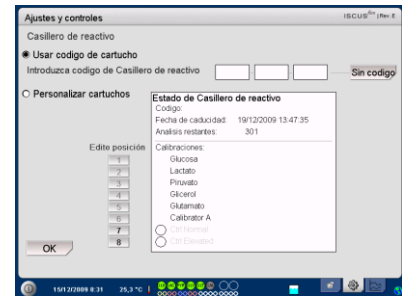 Ajustes y controles
ISCUS flex | Rev E
Casillero de reactivo
Usar codigo de cartucho
Introduzca codigo de Casillero de reactivo
Sin codigo
Personalizar cartuchos
Estado de Casillero de reactivo
Codigo:
Fecha de caducidad: 19/12/2009 13.47:35
Analisis restantes: 301
Edite posición
Calibraciones:
1 Glucosa
2 Lactato
3 Piruvato
4 Glicerol
5 Glutamato
6 Calibrator A
7 Ctrl Normal
8 Ctrl Elevated
OK
15/12/2009 8:31 25,3 °C